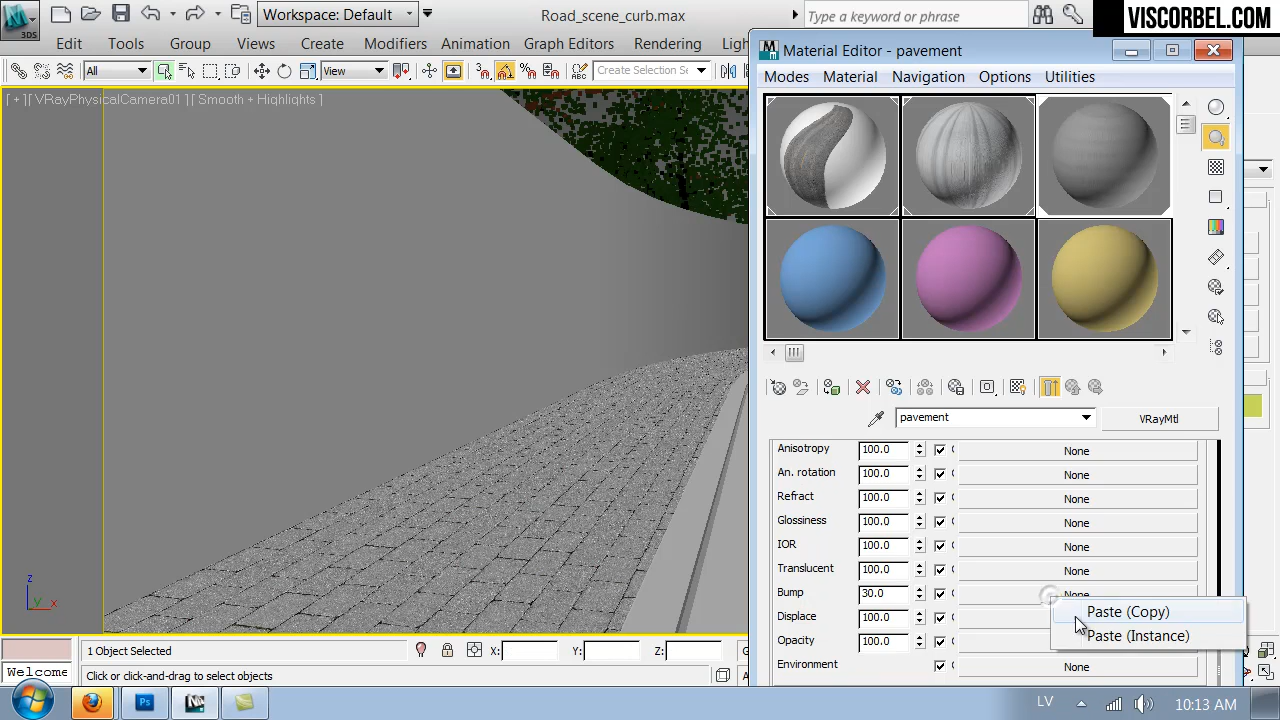 Workspace: Default
Road_scene_curb.max
Type a keyword or phrase
VISCORBEL.COM
3DS
Edit Tools Group Views Create Modifiers Animation Graph Editors Rendering
Material Editor - pavement
All
View
Create Selection Se
Modes Material Navigation Options Utilities
[ + ] [ VRayPhysicalCamera01 ] [ Smooth + Highlights ]
pavement
VRayMtl
Anisotropy 100.0 None
An. rotation 100.0 None
Refract 100.0 None
Glossiness 100.0 None
IOR 100.0 None
Translucent 100.0 None
Bump 30.0 None
Paste (Copy)
Displace 100.0
Paste (Instance)
Opacity 100.0
Environment None
z
y
x
1 Object Selected
X: Y: Z:
Welcome
Click or click-and-drag to select objects
Ps
LV
10:13 AM